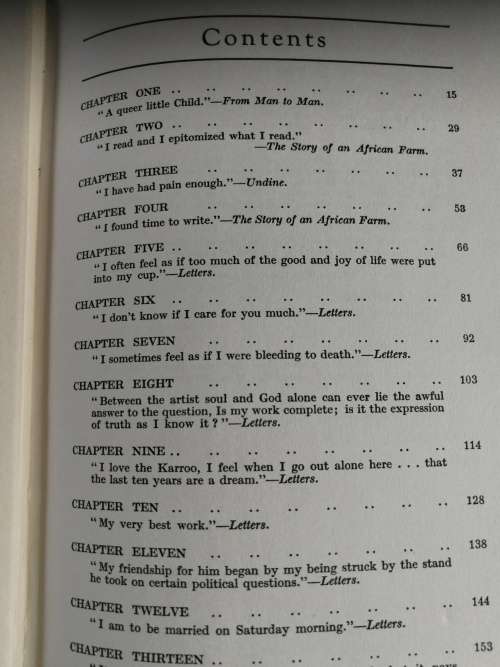 Contents
CHAPTER ONE .. .. .. .. .. .. .. 15
"A queer little Child."—From Man to Man.
CHAPTER TWO .. .. .. .. .. .. .. 29
"I read and I epitomized what I read."
—The Story of an African Farm.
CHAPTER THREE .. .. .. .. .. .. 37
"I have had pain enough."—Undine.
CHAPTER FOUR .. .. .. .. .. .. 53
"I found time to write."—The Story of an African Farm.
CHAPTER FIVE .. .. .. .. .. .. .. 66
"I often feel as if too much of the good and joy of life were put
into my cup."—Letters.
CHAPTER SIX .. .. .. .. .. .. .. 81
"I don't know if I care for you much."—Letters.
CHAPTER SEVEN .. .. .. .. .. .. 92
"I sometimes feel as if I were bleeding to death."—Letters.
CHAPTER EIGHT .. .. .. .. .. .. 103
"Between the artist soul and God alone can ever lie the awful
answer to the question, Is my work complete; is it the expression
of truth as I know it?"—Letters.
CHAPTER NINE .. .. .. .. .. .. .. 114
"I love the Karroo, I feel when I go out alone here . . . that
the last ten years are a dream."—Letters.
CHAPTER TEN .. .. .. .. .. .. .. 128
"My very best work."—Letters.
CHAPTER ELEVEN .. .. .. .. .. .. 138
"My friendship for him began by my being struck by the stand
he took on certain political questions."—Letters.
CHAPTER TWELVE .. .. .. .. .. .. 144
"I am to be married on Saturday morning."—Letters.
CHAPTER THIRTEEN .. .. .. .. .. .. 153